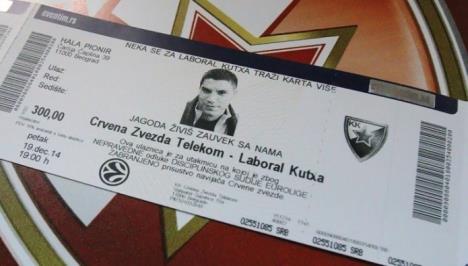 eventim.rs
NEKA SE ZA LABORAL KUTXA TRAZI KARTA VIŠE
HALA PIONIR
Čarlija Čaplina 39
11000 Beograd
Ulaz:
Red:
Sedište:
300,00
petak
19.dec.14
19:00 h
JAGODA ŽIVIŠ ZAUVEK SA NAMA
Crvena Zvezda Telekom - Laboral Kutxa
Ova ulaznica je za utakmicu na kojoj je zbog
NEPRAVEDNE odluke DISCIPLINSKOG SUDIJE EUROLIGE
ZABRANJENO prisustvo navijača Crvene zvezde.
KK
02551085 SRB
02551085 SRB